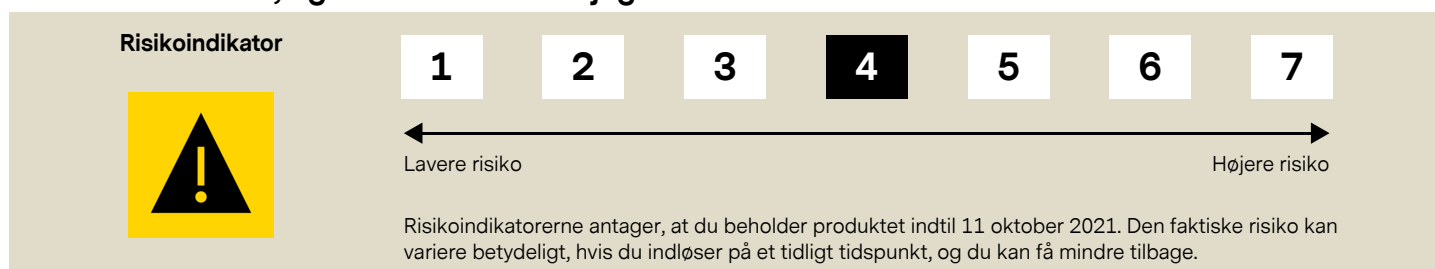 Risikoindikator
1 2 3 4 5 6 7
Lavere risiko Højere risiko
Risikoindikatorerne antager, at du beholder produktet indtil 11 oktober 2021. Den faktiske risiko kan
variere betydeligt, hvis du indløser på et tidligt tidspunkt, og du kan få mindre tilbage.